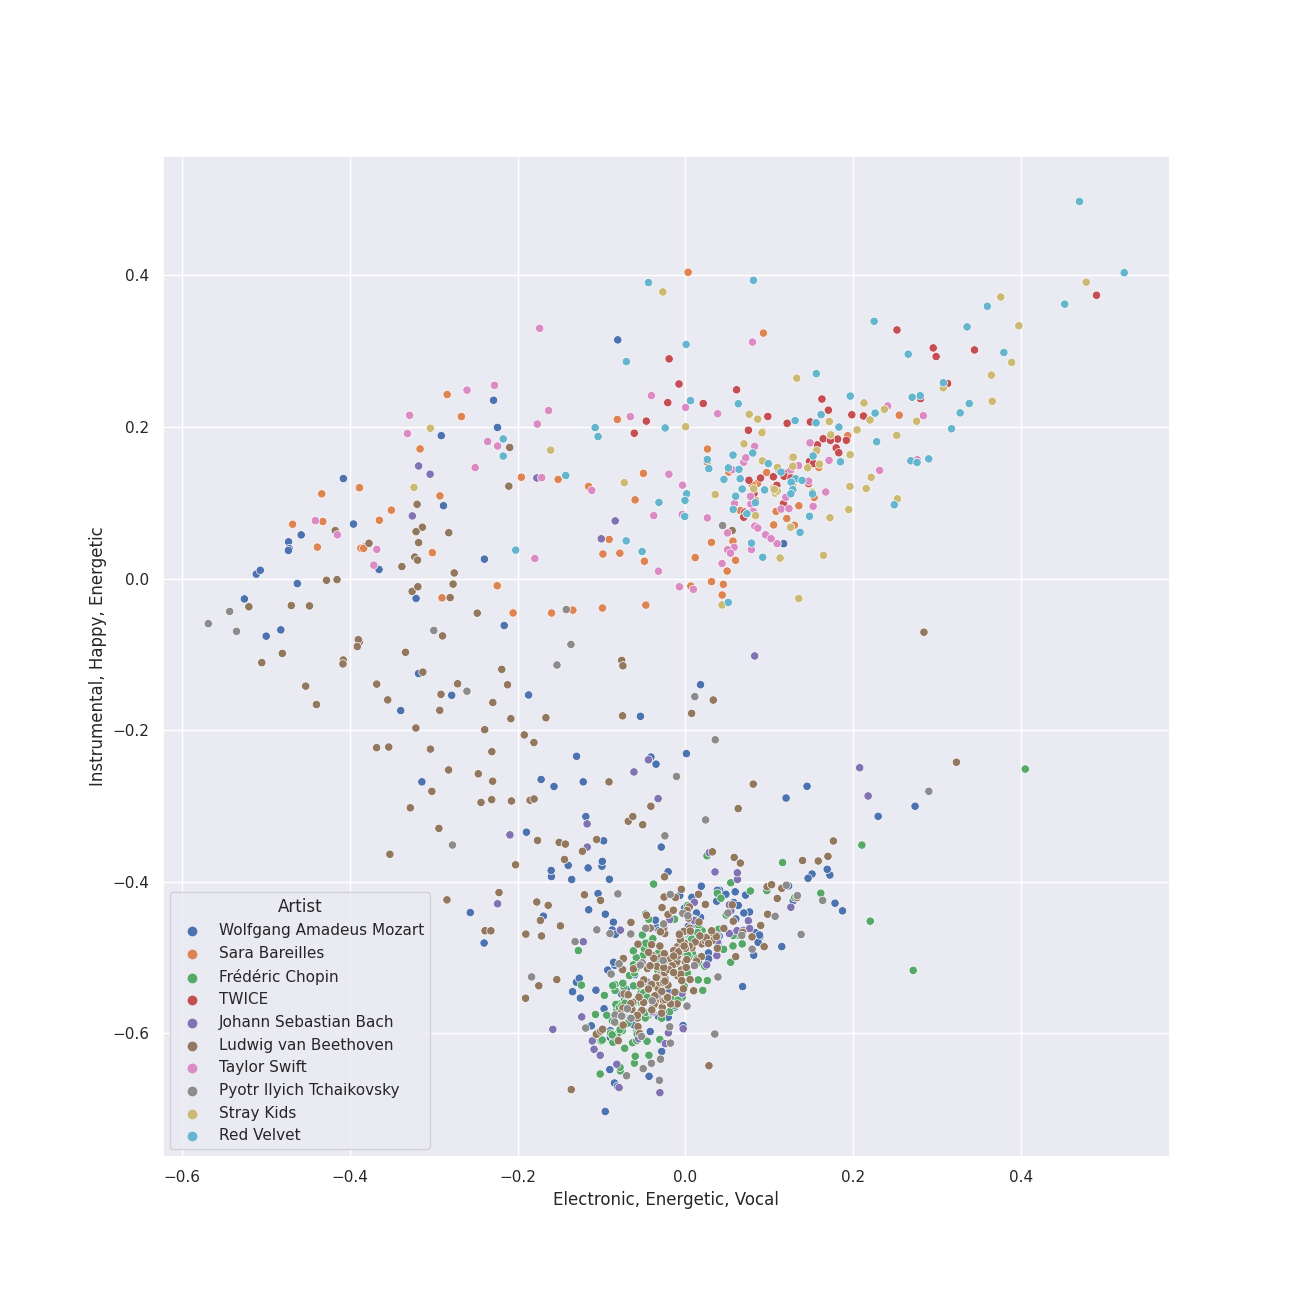 0.4
0.2
0.0
−0.2
−0.4
−0.6
Instrumental, Happy, Energetic
Artist
Wolfgang Amadeus Mozart
Sara Bareilles
Frédéric Chopin
TWICE
Johann Sebastian Bach
Ludwig van Beethoven
Taylor Swift
Pyotr Ilyich Tchaikovsky
Stray Kids
Red Velvet
−0.6 −0.4 −0.2 0.0 0.2 0.4
Electronic, Energetic, Vocal